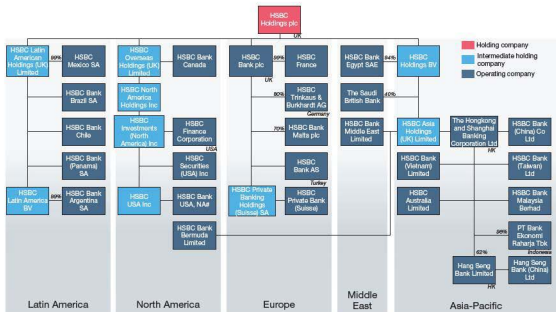 HSBC
Holdings plc
UK
HSBC Latin
American
Holdings (UK)
Limited
99%
HSBC
Mexico SA
HSBC Bank
Brazil SA
HSBC Bank
Chile
HSBC Bank
(Panama)
SA
HSBC
Latin America
BV
99%
HSBC Bank
Argentina
SA
HSBC
Overseas
Holdings (UK)
Limited
HSBC Bank
Canada
HSBC North
America
Holdings Inc
HSBC
Investments
(North
America) Inc
HSBC
Finance
Corporation
USA
HSBC
Securities
(USA) Inc
HSBC
USA Inc
HSBC Bank
USA, NA#
HSBC Bank
Bermuda
Limited
HSBC
Bank plc
UK
99%
HSBC
France
80%
HSBC
Trinkaus &
Burkhardt AG
Germany
70%
HSBC Bank
Malta plc
HSBC
Bank AS
Turkey
HSBC Private
Banking
Holdings
(Suisse) SA
HSBC
Private Bank
(Suisse)
HSBC Bank
Egypt SAE
94%
HSBC
Holdings BV
The Saudi
British Bank
40%
HSBC Bank
Middle East
Limited
HSBC Asia
Holdings
(UK) Limited
The Hongkong
and Shanghai
Banking
Corporation Ltd
HK
HSBC Bank
(China) Co
Ltd
HSBC Bank
(Vietnam)
Limited
HSBC Bank
(Taiwan)
Ltd
HSBC
Australia
Limited
HSBC Bank
Malaysia
Berhad
PT Bank
Ekonomi
Raharja Tbk
Indonesia
62%
Hang Seng
Bank Limited
HK
Hang Seng
Bank (China)
Ltd
Holding company
Intermediate holding
company
Operating company
Latin America
North America
Europe
Middle
East
Asia-Pacific